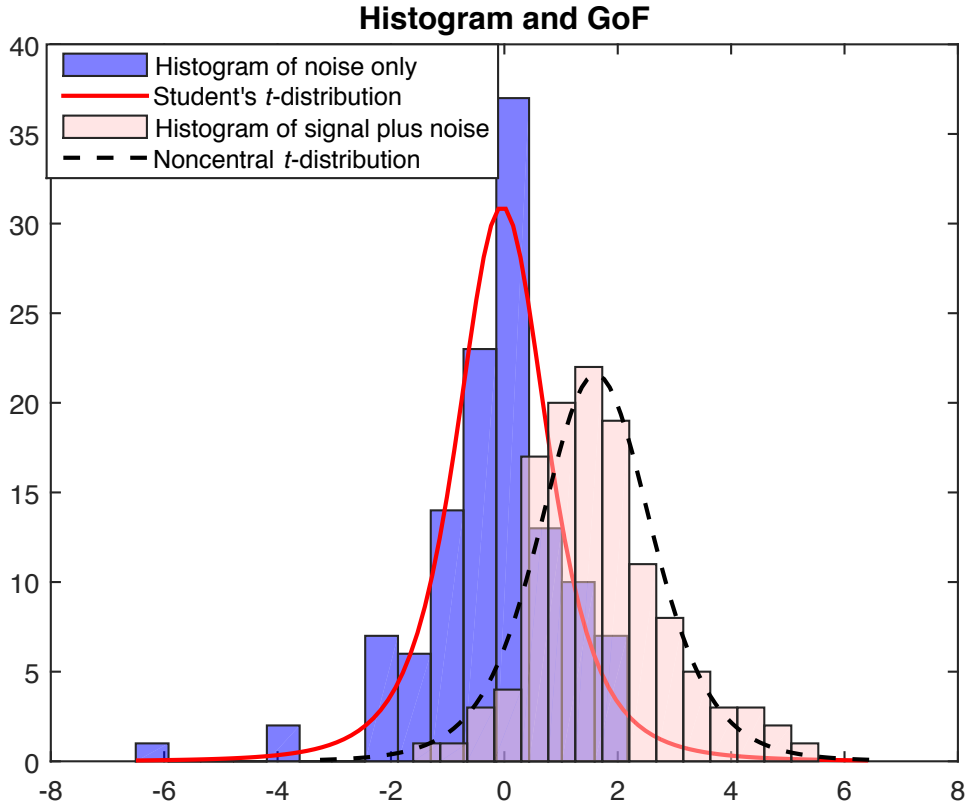 Histogram and GoF
Histogram of noise only
Student's t-distribution
Histogram of signal plus noise
Noncentral t-distribution
40
35
30
25
20
15
10
5
0
-8 -6 -4 -2 0 2 4 6 8